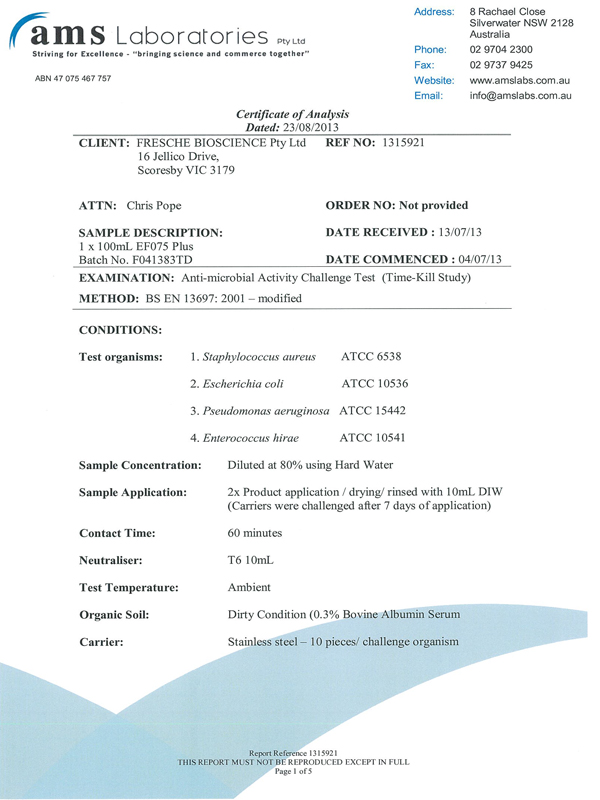 ams Laboratories Pty Ltd
Striving for Excellence - "bringing science and commerce together"
ABN 47 075 467 757
Address: 8 Rachael Close
Silverwater NSW 2128
Australia
Phone: 02 9704 2300
Fax: 02 9737 9425
Website: www.amslabs.com.au
Email: info@amslabs.com.au
Certificate of Analysis
Dated: 23/08/2013
CLIENT: FRESCHE BIOSCIENCE Pty Ltd REF NO: 1315921
16 Jellico Drive,
Scoresby VIC 3179
ATTN: Chris Pope ORDER NO: Not provided
SAMPLE DESCRIPTION: DATE RECEIVED : 13/07/13
1 x 100mL EF075 Plus
Batch No. F041383TD DATE COMMENCED : 04/07/13
EXAMINATION: Anti-microbial Activity Challenge Test (Time-Kill Study)
METHOD: BS EN 13697: 2001 – modified
CONDITIONS:
Test organisms: 1. Staphylococcus aureus ATCC 6538
2. Escherichia coli ATCC 10536
3. Pseudomonas aeruginosa ATCC 15442
4. Enterococcus hirae ATCC 10541
Sample Concentration: Diluted at 80% using Hard Water
Sample Application: 2x Product application / drying/ rinsed with 10mL DIW
(Carriers were challenged after 7 days of application)
Contact Time: 60 minutes
Neutraliser: T6 10mL
Test Temperature: Ambient
Organic Soil: Dirty Condition (0.3% Bovine Albumin Serum
Carrier: Stainless steel – 10 pieces/ challenge organism
Report Reference 1315921
THIS REPORT MUST NOT BE REPRODUCED EXCEPT IN FULL
Page 1 of 5